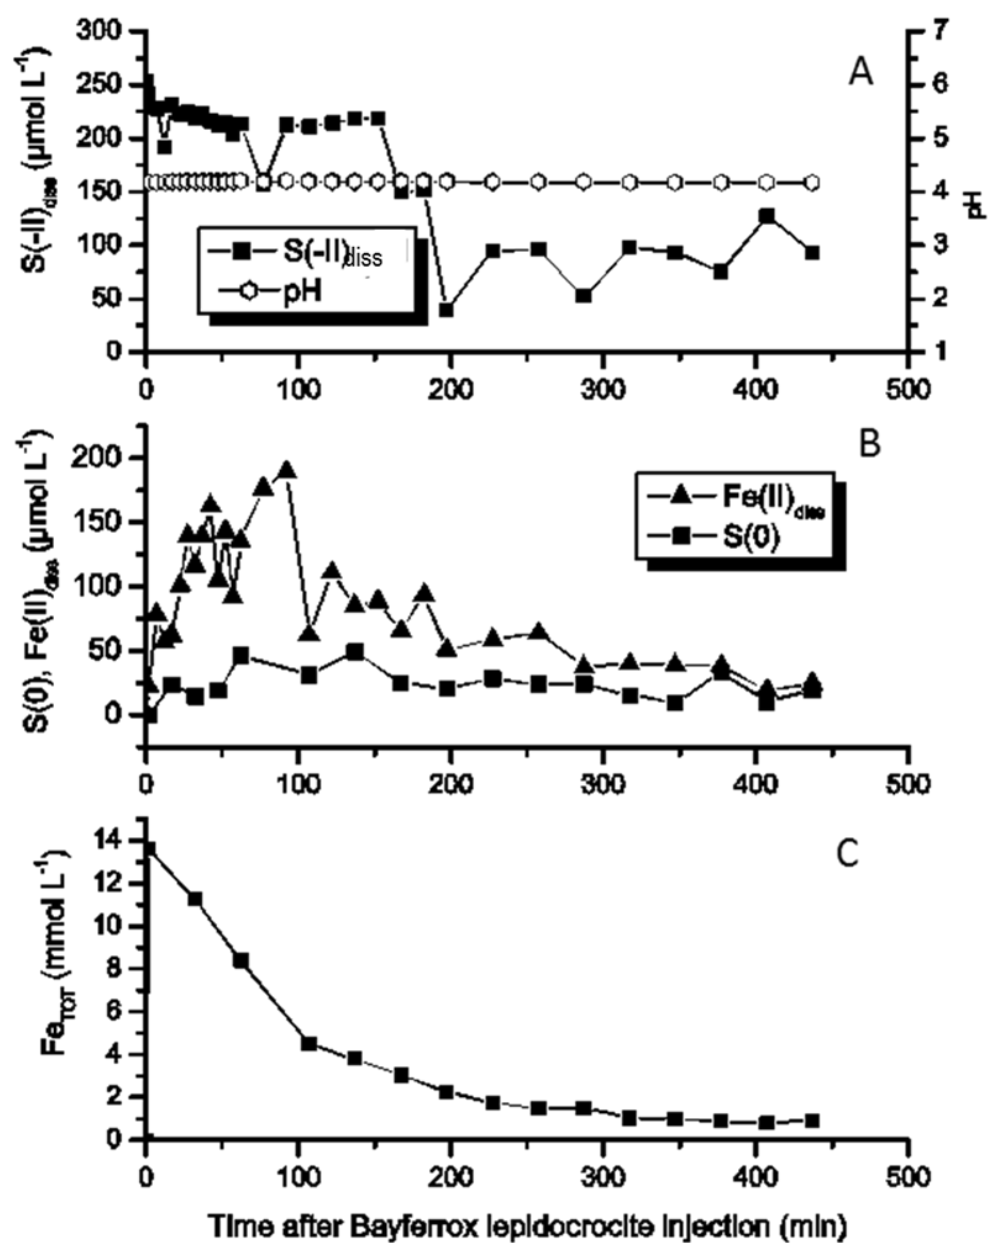 A
S(-II)diss (μmol L-1)
300
250
200
150
100
50
0
7
6
5
4
3
2
1
pH
S(-II)diss
pH
0 100 200 300 400 500
B
S(0), Fe(II)diss (μmol L-1)
200
150
100
50
0
Fe(II)diss
S(0)
0 100 200 300 400 500
C
FeTOT (mmol L-1)
14
12
10
8
6
4
2
0
0 100 200 300 400 500
Time after Bayferrox lepidocrocite injection (min)